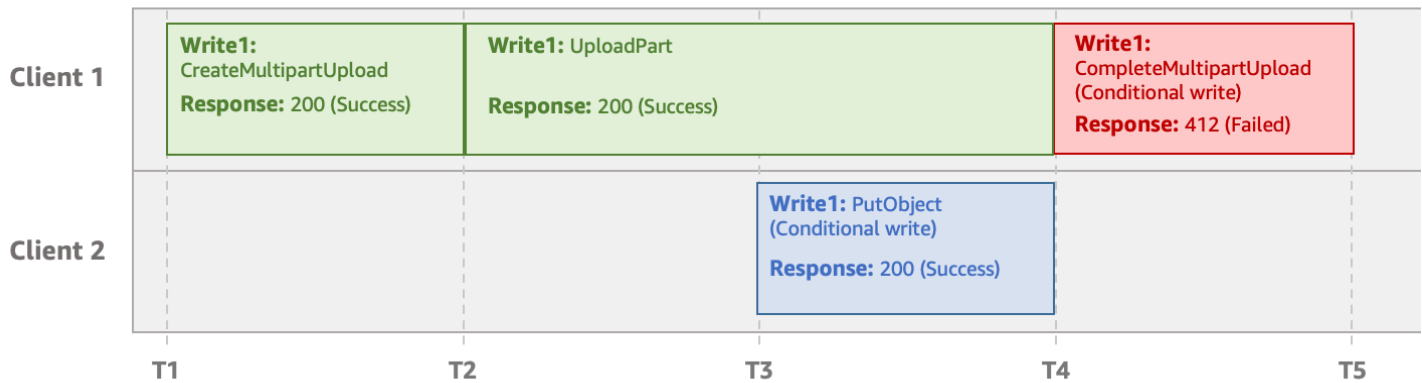 Client 1
Write1:
CreateMultipartUpload
Response: 200 (Success)
Write1: UploadPart
Response: 200 (Success)
Write1:
CompleteMultipartUpload
(Conditional write)
Response: 412 (Failed)
Client 2
Write1: PutObject
(Conditional write)
Response: 200 (Success)
T1
T2
T3
T4
T5